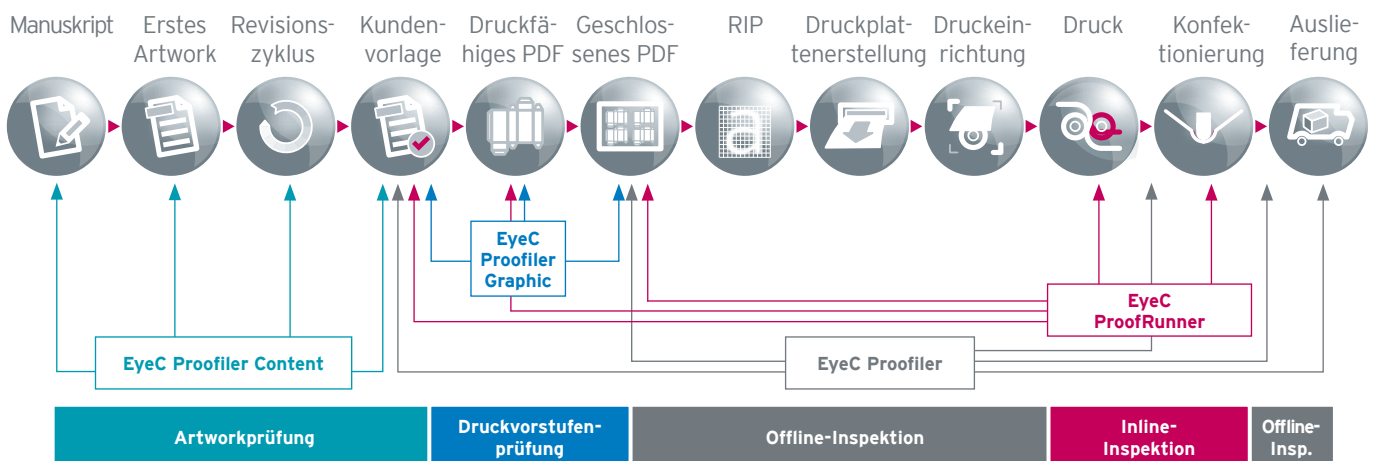 Manuskript
Erstes
Artwork
Revisions-
zyklus
Kunden-
vorlage
Druckfä-
higes PDF
Geschlos-
senes PDF
RIP
Druckplat-
tenerstellung
Druckein-
richtung
Druck
Konfek-
tionierung
Auslie-
ferung
a
EyeC
Proofiler
Graphic
EyeC
ProofRunner
EyeC Proofiler Content
EyeC Proofiler
Artworkprüfung
Druckvorstufen-
prüfung
Offline-Inspektion
Inline-
Inspektion
Offline-
Insp.